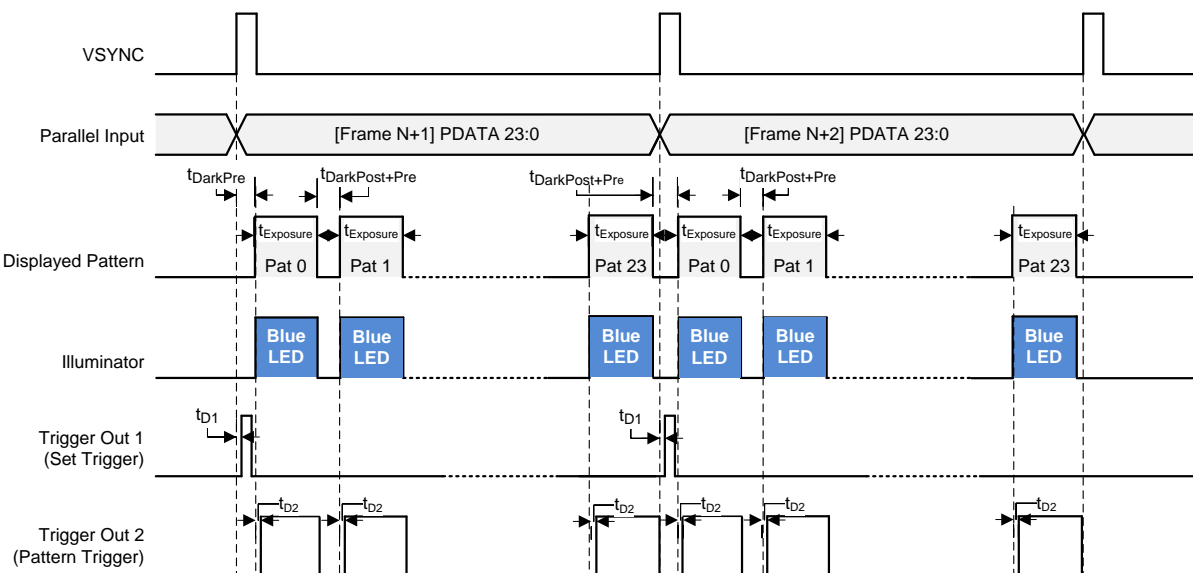 VSYNC
Parallel Input
[Frame N+1] PDATA 23:0
[Frame N+2] PDATA 23:0
tDarkPre
tDarkPost+Pre
tDarkPost+Pre
tDarkPost+Pre
Displayed Pattern
tExposure
tExposure
tExposure
tExposure
tExposure
tExposure
Pat 0
Pat 1
Pat 23
Pat 0
Pat 1
Pat 23
Illuminator
Blue
LED
Blue
LED
Blue
LED
Blue
LED
Blue
LED
Blue
LED
Trigger Out 1
(Set Trigger)
tD1
tD1
Trigger Out 2
(Pattern Trigger)
tD2
tD2
tD2
tD2
tD2
tD2